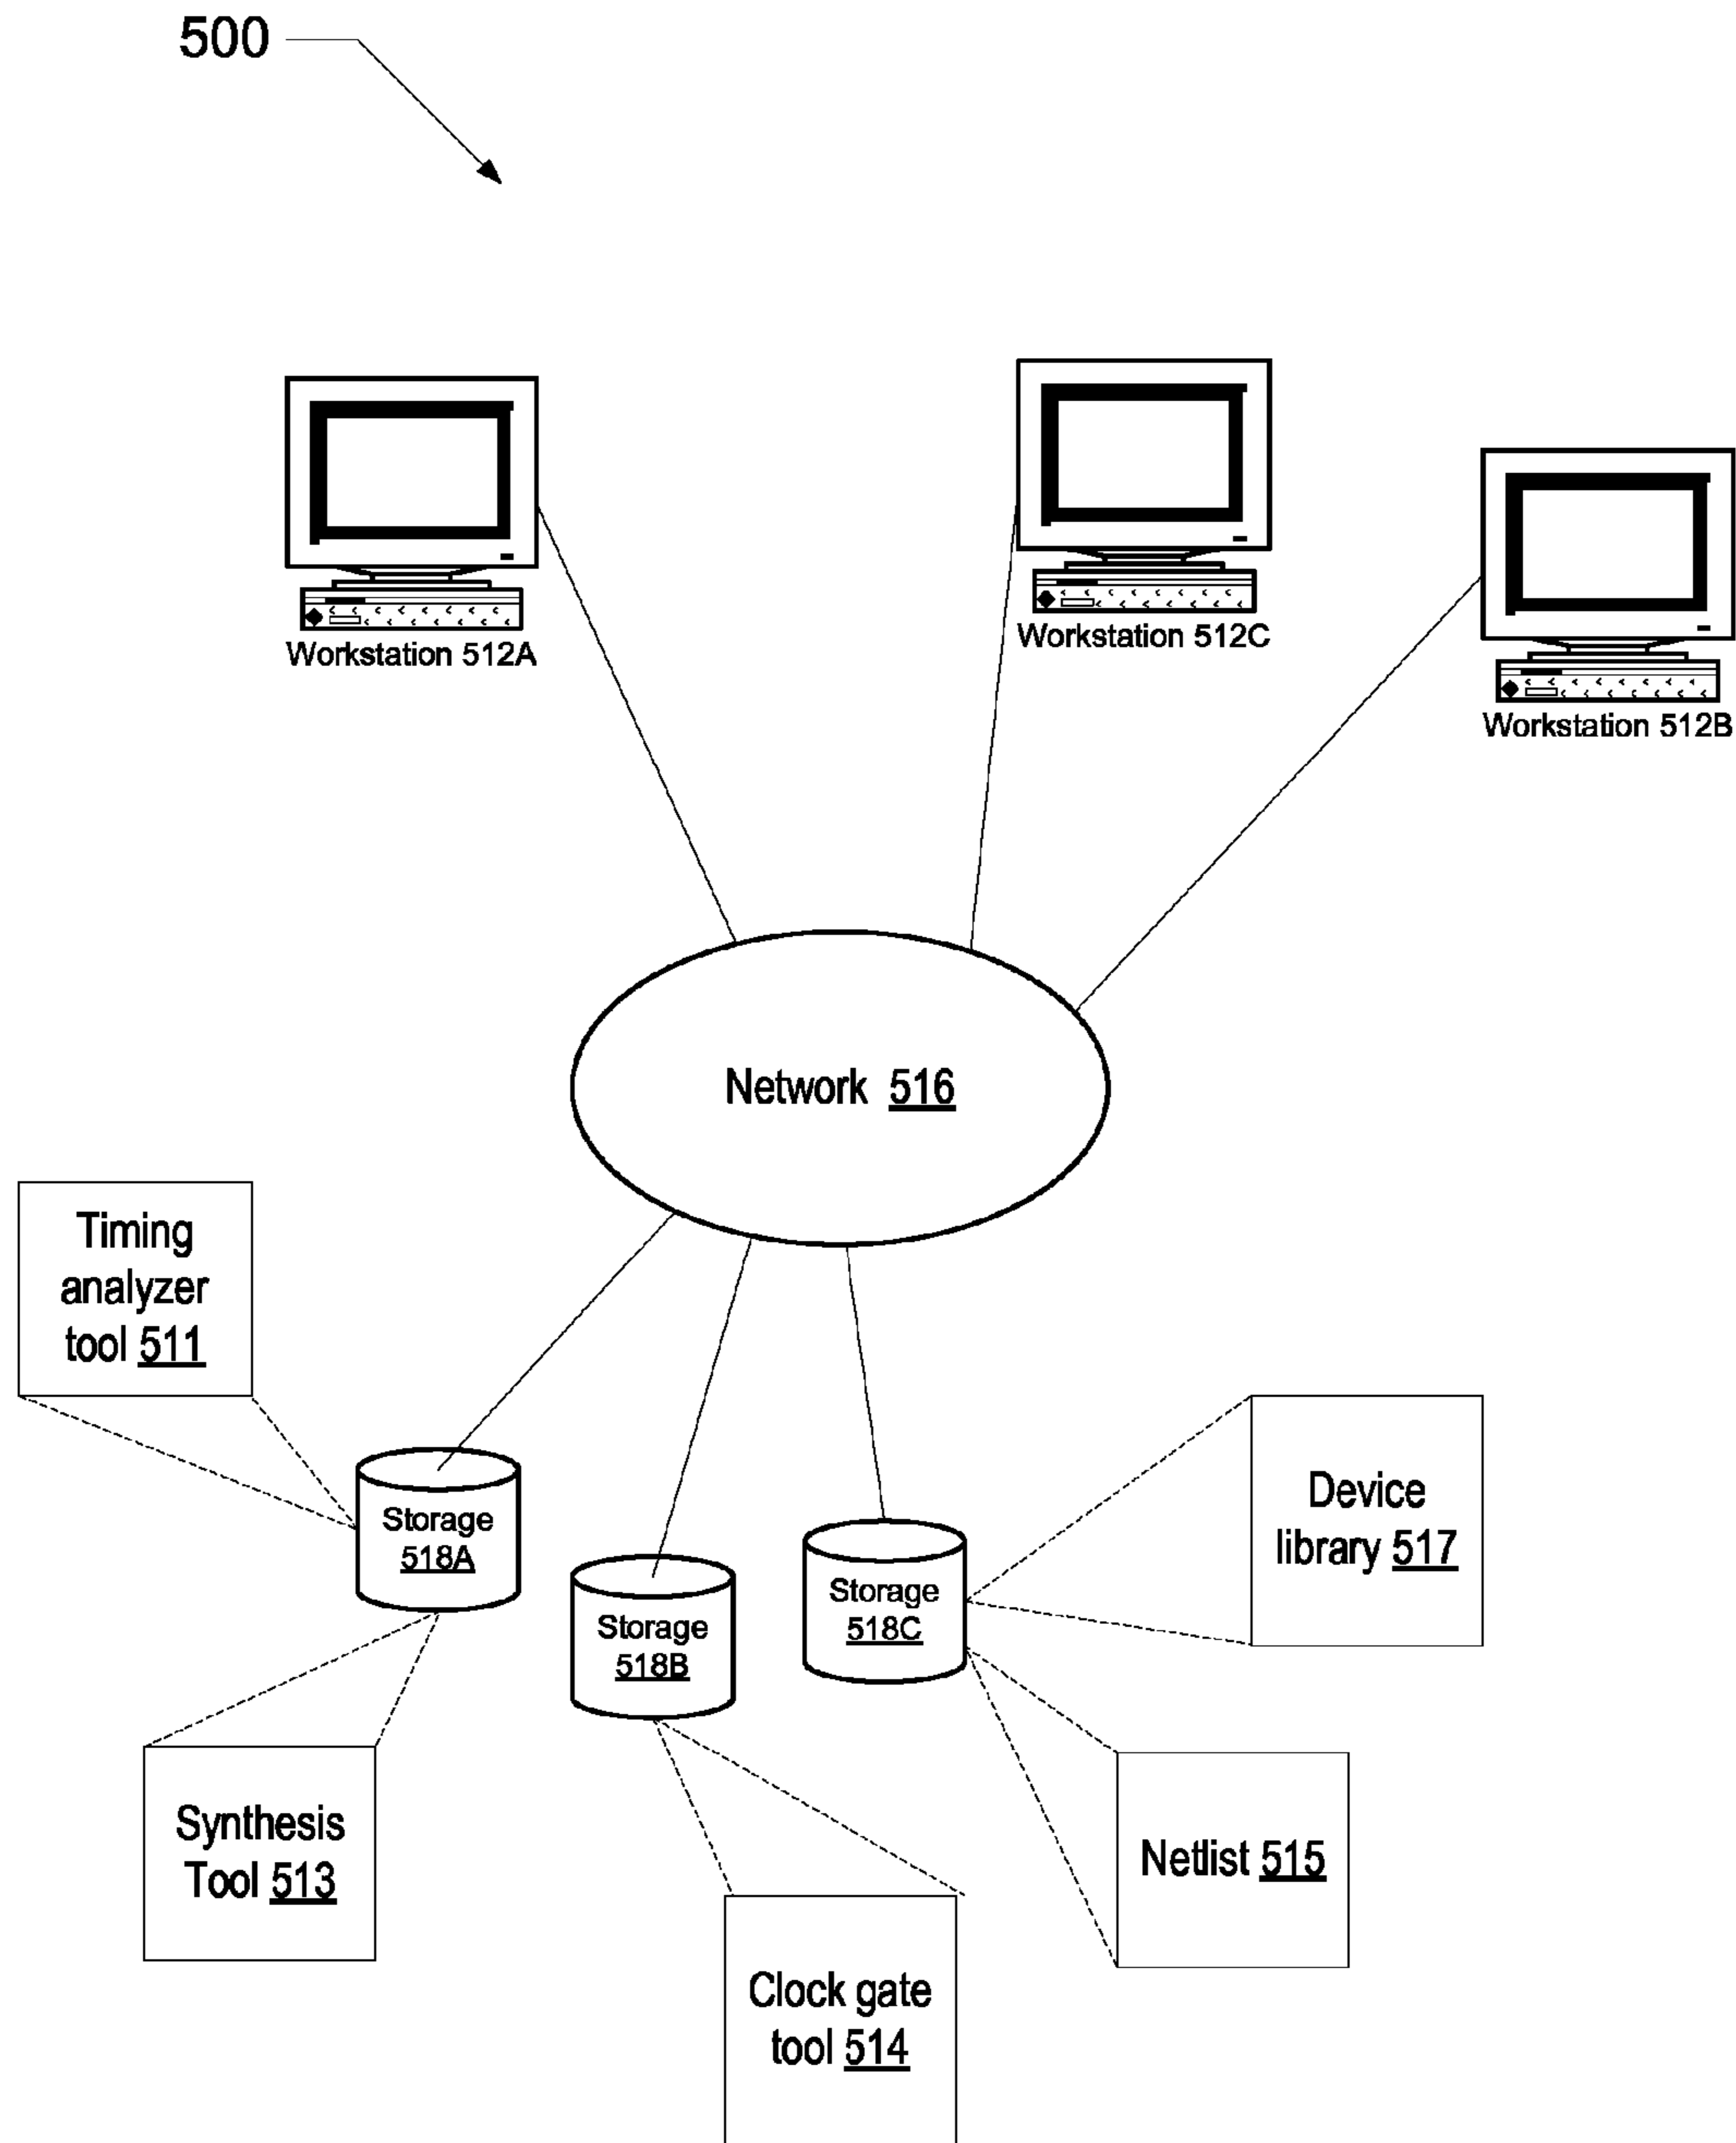 500
Workstation 512A
Workstation 512C
Workstation 512B
Network 516
Timing
analyzer
tool 511
Storage
518A
Storage
518B
Storage
518C
Device
library 517
Synthesis
Tool 513
Netlist 515
Clock gate
tool 514